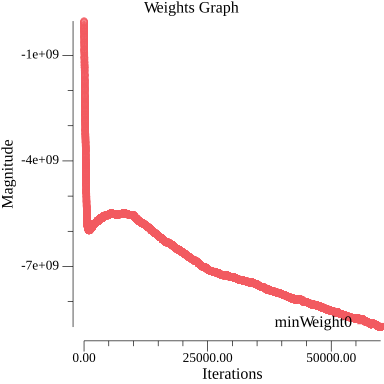 Weights Graph
-1e+09
-4e+09
-7e+09
Magnitude
minWeight0
0.00 25000.00 50000.00
Iterations